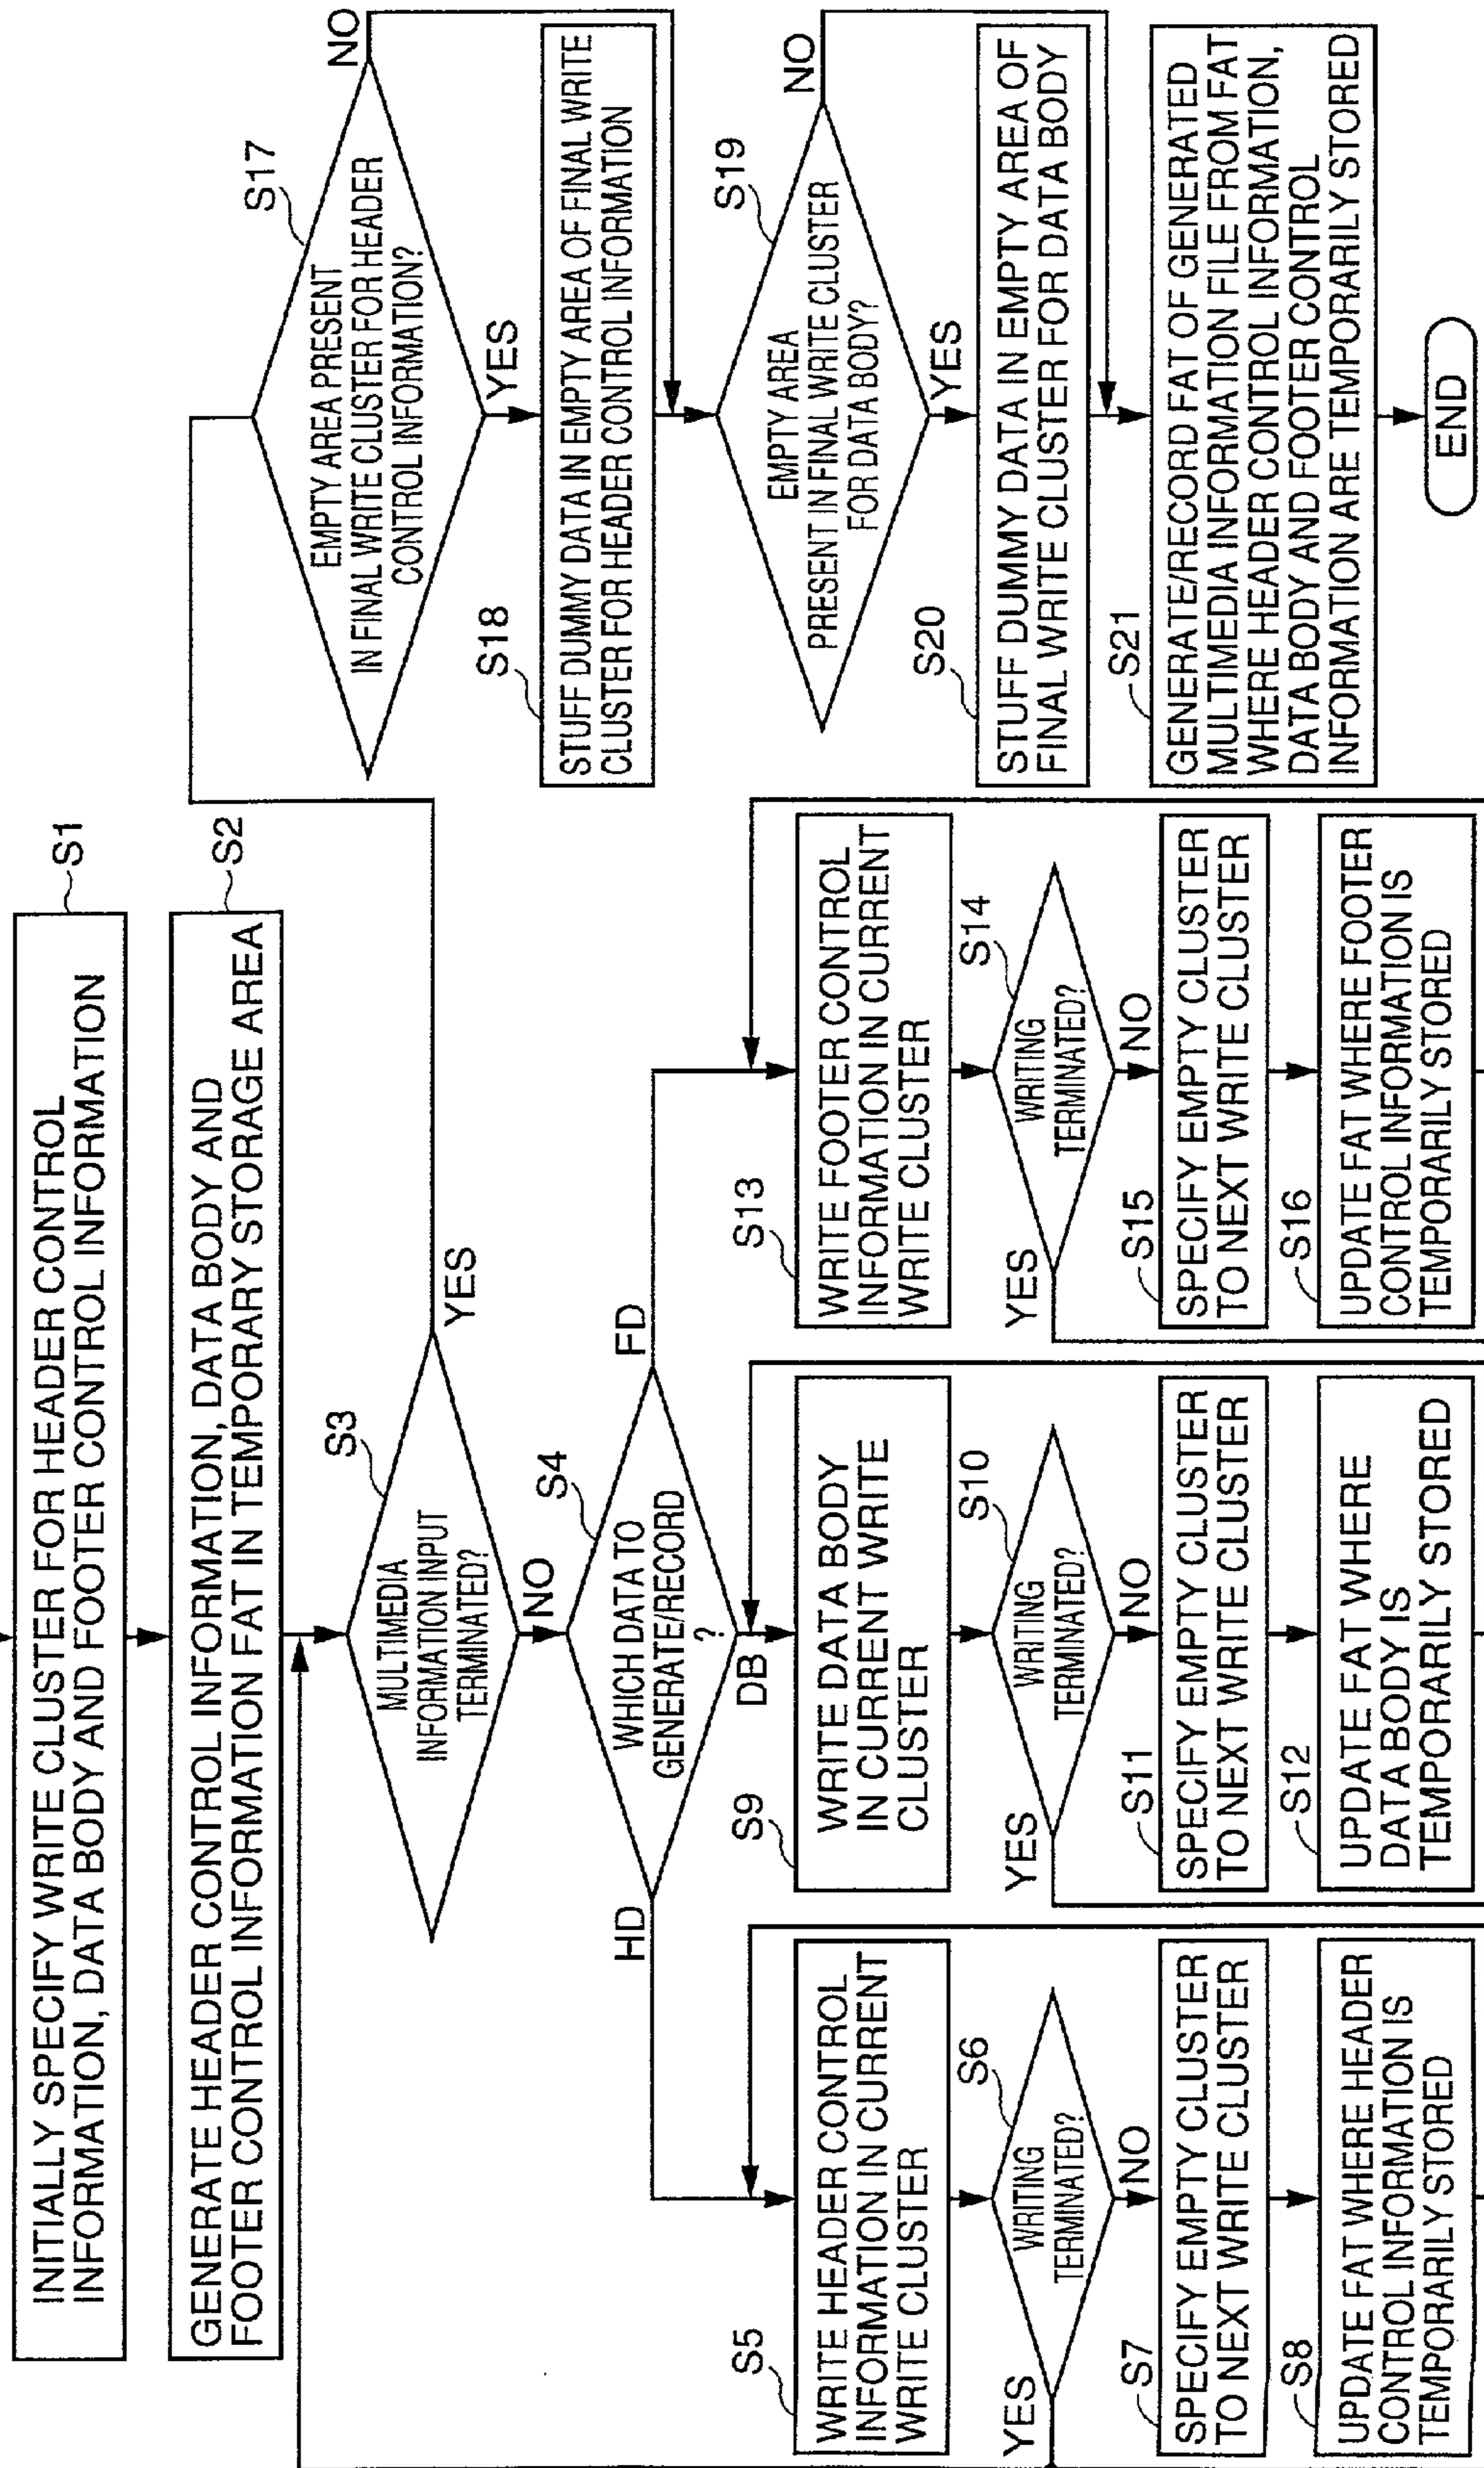 INITIALLY SPECIFY WRITE CLUSTER FOR HEADER CONTROL
INFORMATION, DATA BODY AND FOOTER CONTROL INFORMATION
S1
GENERATE HEADER CONTROL INFORMATION, DATA BODY AND
FOOTER CONTROL INFORMATION FAT IN TEMPORARY STORAGE AREA
S2
MULTIMEDIA
INFORMATION INPUT
TERMINATED?
S3
YES
NO
WHICH DATA TO
GENERATE/RECORD
?
S4
HD
DB
FD
S5
WRITE HEADER CONTROL
INFORMATION IN CURRENT
WRITE CLUSTER
WRITING
TERMINATED?
S6
YES
NO
S7
SPECIFY EMPTY CLUSTER
TO NEXT WRITE CLUSTER
S8
UPDATE FAT WHERE HEADER
CONTROL INFORMATION IS
TEMPORARILY STORED
S9
WRITE DATA BODY
IN CURRENT WRITE
CLUSTER
WRITING
TERMINATED?
S10
YES
NO
S11
SPECIFY EMPTY CLUSTER
TO NEXT WRITE CLUSTER
S12
UPDATE FAT WHERE
DATA BODY IS
TEMPORARILY STORED
S13
WRITE FOOTER CONTROL
INFORMATION IN CURRENT
WRITE CLUSTER
WRITING
TERMINATED?
S14
YES
NO
S15
SPECIFY EMPTY CLUSTER
TO NEXT WRITE CLUSTER
S16
UPDATE FAT WHERE FOOTER
CONTROL INFORMATION IS
TEMPORARILY STORED
EMPTY AREA PRESENT
IN FINAL WRITE CLUSTER FOR HEADER
CONTROL INFORMATION?
S17
NO
YES
S18
STUFF DUMMY DATA IN EMPTY AREA OF FINAL WRITE
CLUSTER FOR HEADER CONTROL INFORMATION
EMPTY AREA
PRESENT IN FINAL WRITE CLUSTER
FOR DATA BODY?
S19
NO
YES
S20
STUFF DUMMY DATA IN EMPTY AREA OF
FINAL WRITE CLUSTER FOR DATA BODY
S21
GENERATE/RECORD FAT OF GENERATED
MULTIMEDIA INFORMATION FILE FROM FAT
WHERE HEADER CONTROL INFORMATION,
DATA BODY AND FOOTER CONTROL
INFORMATION ARE TEMPORARILY STORED
END